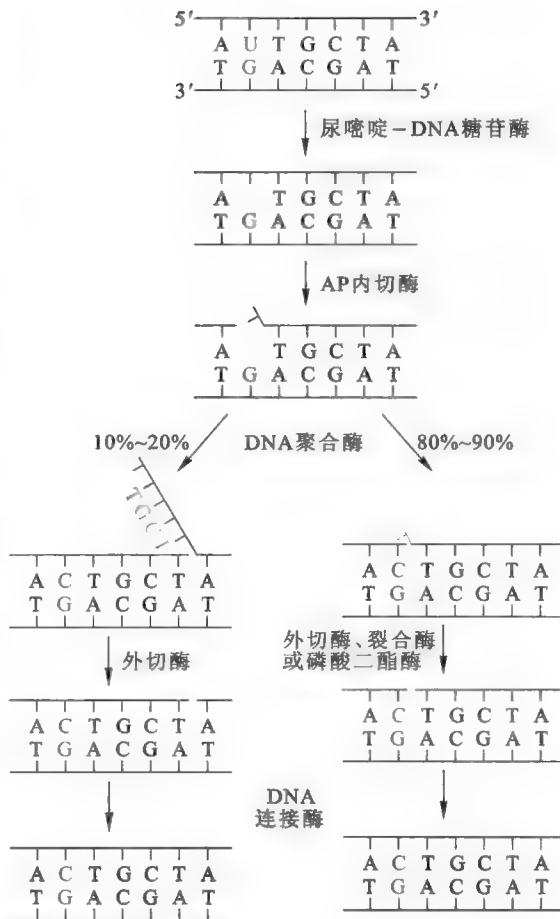 5′ 3′
A U T G C T A
T G A C G A T
3′ 5′
尿嘧啶-DNA糖苷酶
A T G C T A
T G A C G A T
AP内切酶
A T G C T A
T G A C G A T
10%~20% DNA聚合酶 80%~90%
TGCT
A C T G C T A
T G A C G A T
A C T G C T A
T G A C G A T
外切酶
外切酶、裂合酶
或磷酸二酯酶
A C T G C T A
T G A C G A T
A C T G C T A
T G A C G A T
DNA
连接酶
A C T G C T A
T G A C G A T
A C T G C T A
T G A C G A T